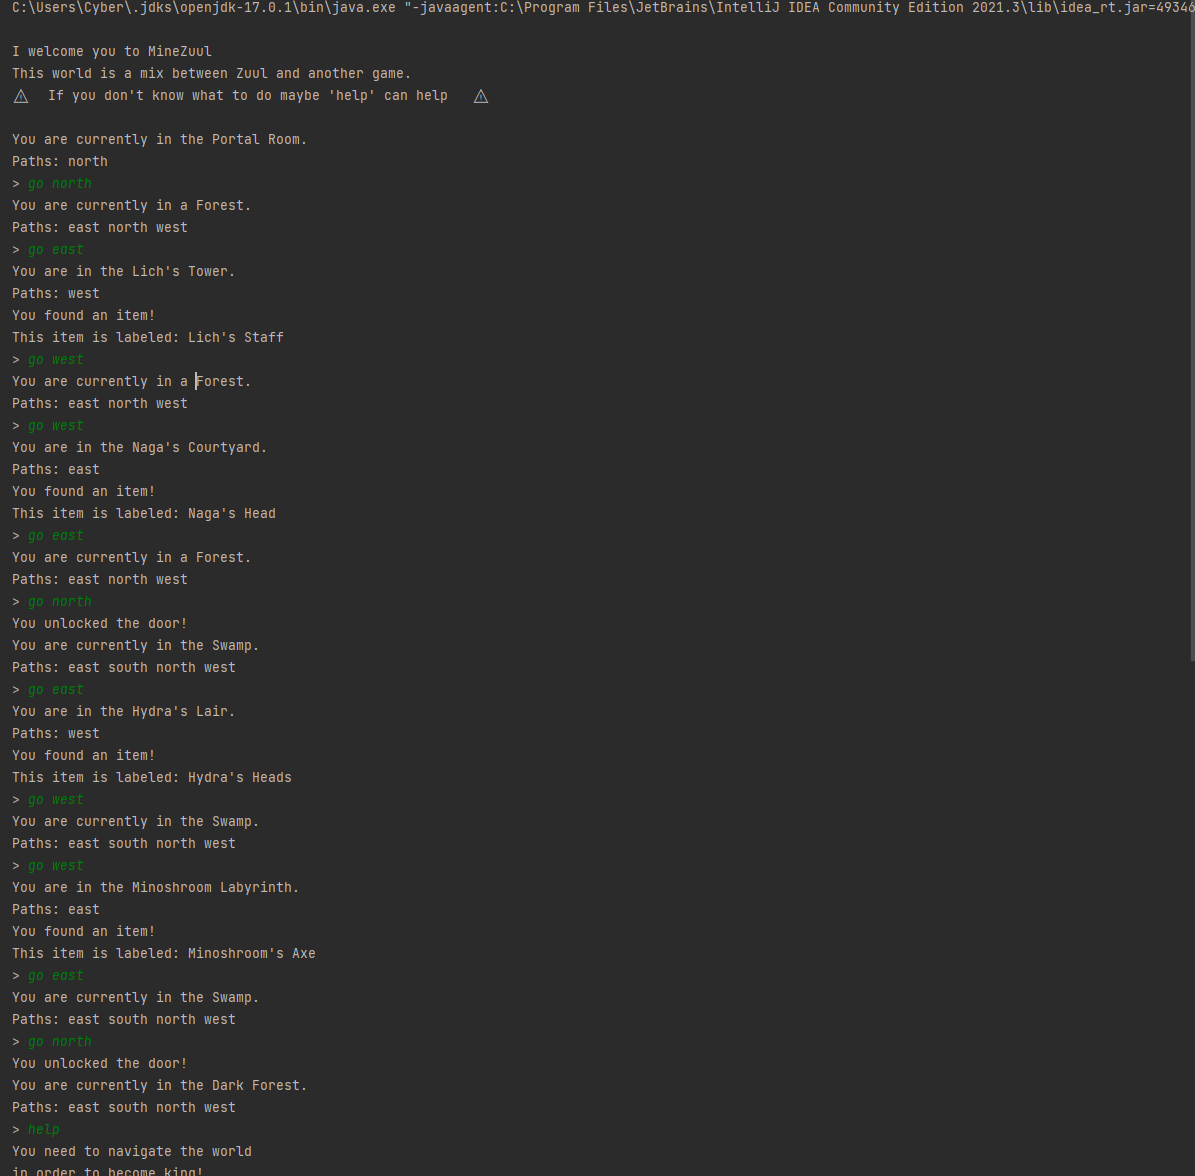 C:\Users\Cyber\.jdks\openjdk-17.0.1\bin\java.exe "-javaagent:C:\Program Files\JetBrains\IntelliJ IDEA Community Edition 2021.3\lib\idea_rt.jar=49346
I welcome you to MineZuul
This world is a mix between Zuul and another game.
⚠ If you don't know what to do maybe 'help' can help ⚠
You are currently in the Portal Room.
Paths: north
> go north
You are currently in a Forest.
Paths: east north west
> go east
You are in the Lich's Tower.
Paths: west
You found an item!
This item is labeled: Lich's Staff
> go west
You are currently in a Forest.
Paths: east north west
> go west
You are in the Naga's Courtyard.
Paths: east
You found an item!
This item is labeled: Naga's Head
> go east
You are currently in a Forest.
Paths: east north west
> go north
You unlocked the door!
You are currently in the Swamp.
Paths: east south north west
> go east
You are in the Hydra's Lair.
Paths: west
You found an item!
This item is labeled: Hydra's Heads
> go west
You are currently in the Swamp.
Paths: east south north west
> go west
You are in the Minoshroom Labyrinth.
Paths: east
You found an item!
This item is labeled: Minoshroom's Axe
> go east
You are currently in the Swamp.
Paths: east south north west
> go north
You unlocked the door!
You are currently in the Dark Forest.
Paths: east south north west
> help
You need to navigate the world
in order to become king!